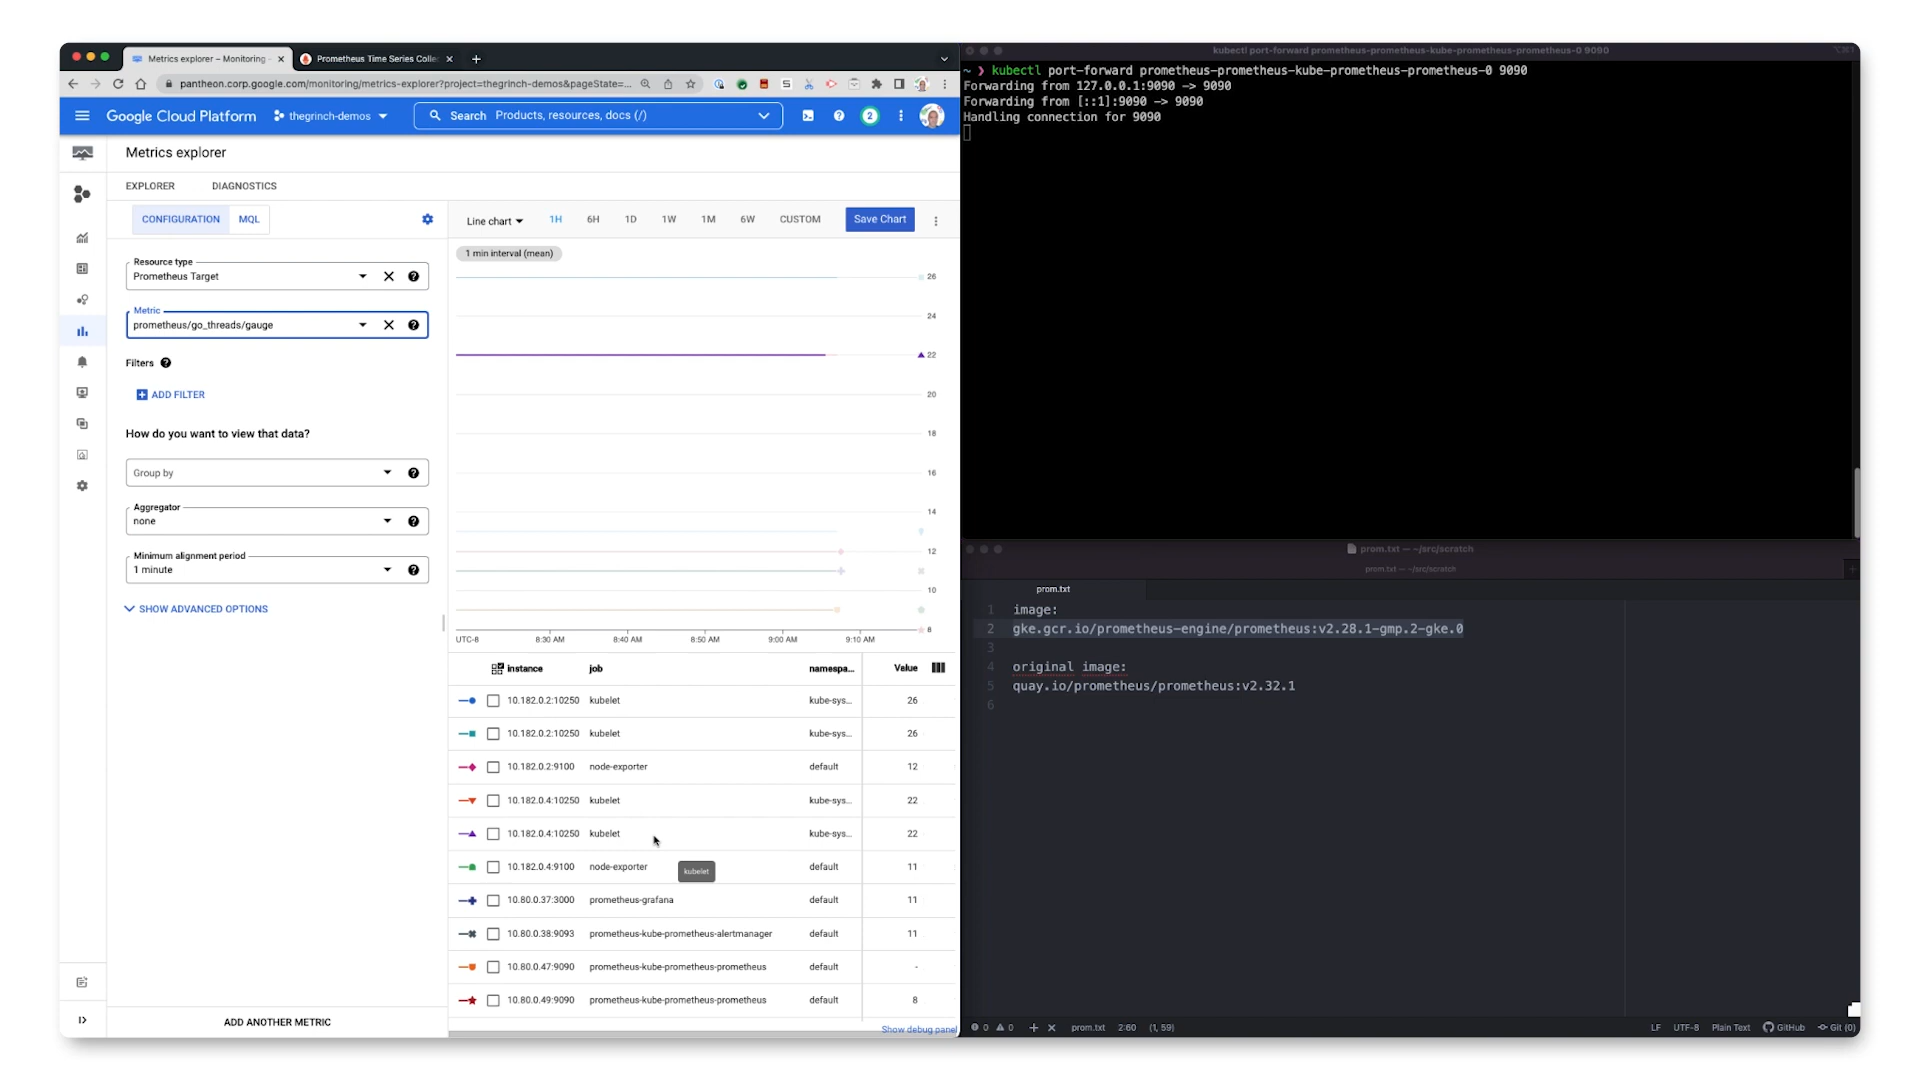 Metrics explorer – Monitoring -
Prometheus Time Series Colle
pantheon.corp.google.com/monitoring/metrics-explorer?project=thegrinch-demos&pageState=...
Google Cloud Platform
thegrinch-demos
Search Products, resources, docs (/)
2
Metrics explorer
EXPLORER
DIAGNOSTICS
CONFIGURATION
MQL
Resource type
Prometheus Target
Metric
prometheus/go_threads/gauge
Filters
ADD FILTER
How do you want to view that data?
Group by
Aggregator
none
Minimum alignment period
1 minute
SHOW ADVANCED OPTIONS
ADD ANOTHER METRIC
Line chart
1H
6H
1D
1W
1M
6W
CUSTOM
Save Chart
1 min interval (mean)
26
24
22
20
18
16
14
12
10
8
UTC-8
8:30 AM
8:40 AM
8:50 AM
9:00 AM
9:10 AM
instance job namespa... Value
10.182.0.2:10250 kubelet kube-sys... 26
10.182.0.2:10250 kubelet kube-sys... 26
10.182.0.2:9100 node-exporter default 12
10.182.0.4:10250 kubelet kube-sys... 22
10.182.0.4:10250 kubelet kube-sys... 22
10.182.0.4:9100 node-exporter default 11
kubelet
10.80.0.37:3000 prometheus-grafana default 11
10.80.0.38:9093 prometheus-kube-prometheus-alertmanager default 11
10.80.0.47:9090 prometheus-kube-prometheus-prometheus default -
10.80.0.49:9090 prometheus-kube-prometheus-prometheus default 8
Show debug panel
kubectl port-forward prometheus-prometheus-kube-prometheus-prometheus-0 9090
~ ❯ kubectl port-forward prometheus-prometheus-kube-prometheus-prometheus-0 9090
Forwarding from 127.0.0.1:9090 -> 9090
Forwarding from [::1]:9090 -> 9090
Handling connection for 9090
prom.txt — ~/src/scratch
prom.txt — ~/src/scratch
prom.txt
1 image:
2 gke.gcr.io/prometheus-engine/prometheus:v2.28.1-gmp.2-gke.0
3
4 original image:
5 quay.io/prometheus/prometheus:v2.32.1
6
0 0 prom.txt 2:60 (1, 59)
LF UTF-8 Plain Text GitHub Git (0)